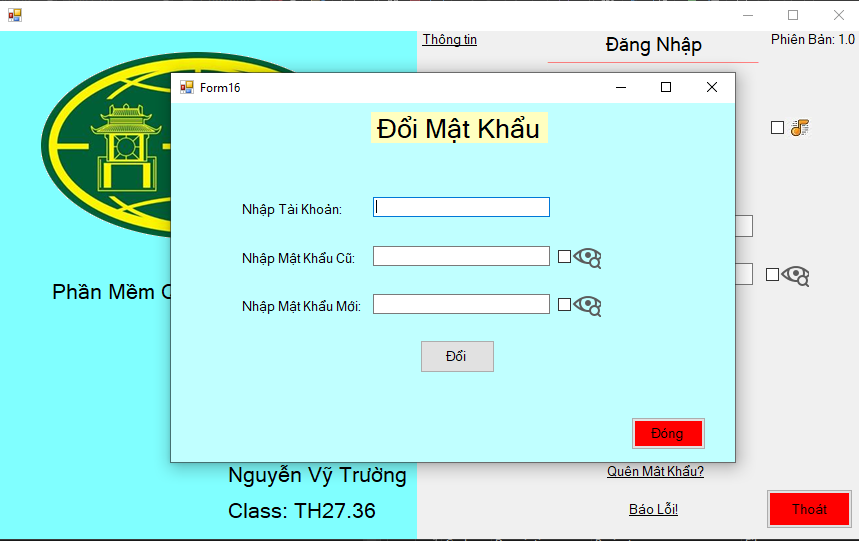 Thông tin
Đăng Nhập
Phiên Bản: 1.0
Form16
Đổi Mật Khẩu
Nhập Tài Khoản:
Nhập Mật Khẩu Cũ:
Nhập Mật Khẩu Mới:
Đổi
Đóng
Phần Mềm
Nguyễn Vỹ Trường
Class: TH27.36
Quên Mât Khẩu?
Báo Lỗi!
Thoát